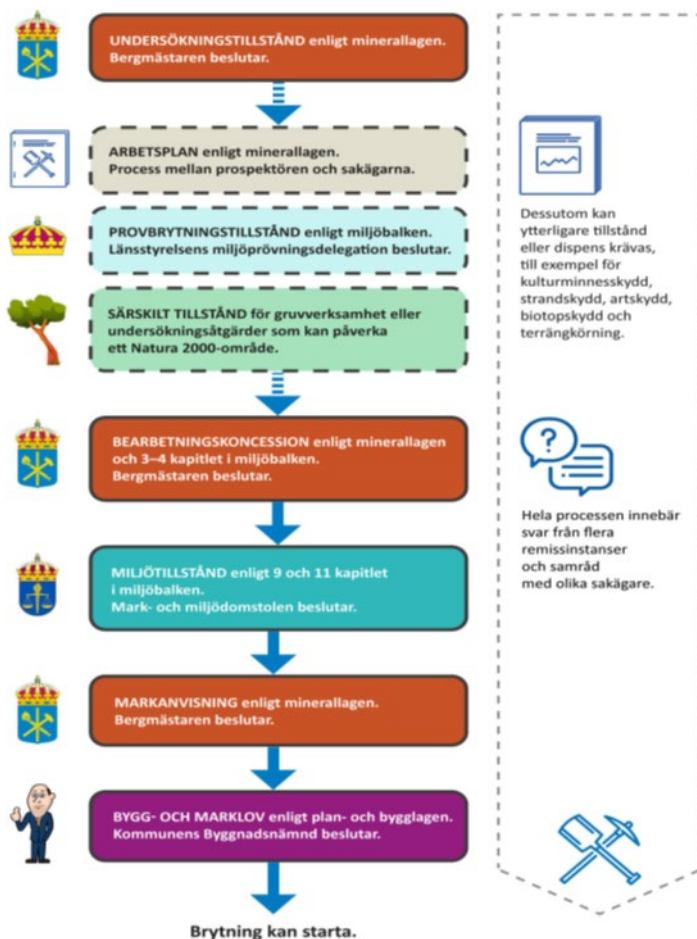 UNDERSÖKNINGSTILLSTÅND enligt minerallagen.
Bergmästaren beslutar.
ARBETSPLAN enligt minerallagen.
Process mellan prospektören och sakägarna.
PROVBRYTNINGSTILLSTÅND enligt miljöbalken.
Länsstyrelsens miljöprövningsdelegation beslutar.
SÄRSKILT TILLSTÅND för gruvverksamhet eller
undersökningsåtgärder som kan påverka
ett Natura 2000-område.
BEARBETNINGSKONCESSION enligt minerallagen
och 3–4 kapitlet i miljöbalken.
Bergmästaren beslutar.
MILJÖTILLSTÅND enligt 9 och 11 kapitlet
i miljöbalken.
Mark- och miljödomstolen beslutar.
MARKANVISNING enligt minerallagen.
Bergmästaren beslutar.
BYGG- OCH MARKLOV enligt plan- och bygglagen.
Kommunens Byggnadsnämnd beslutar.
Brytning kan starta.
Dessutom kan
ytterligare tillstånd
eller dispens krävas,
till exempel för
kulturminnesskydd,
strandskydd, artskydd,
biotopskydd och
terrängkörning.
?
Hela processen innebär
svar från flera
remissinstanser
och samråd
med olika sakägare.